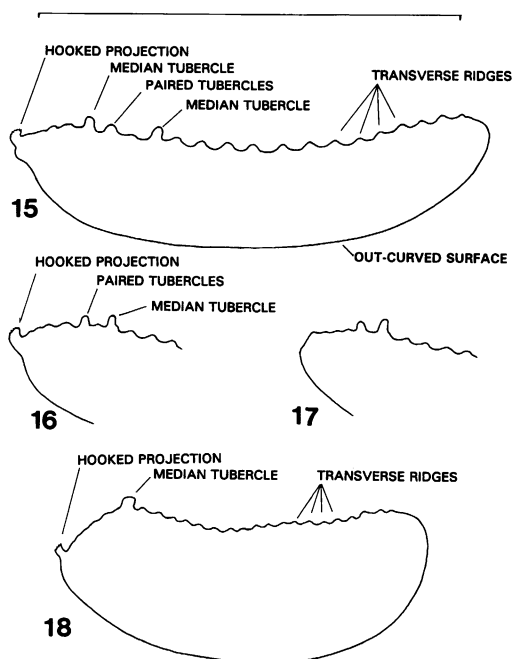 HOOKED PROJECTION
MEDIAN TUBERCLE
PAIRED TUBERCLES
MEDIAN TUBERCLE
TRANSVERSE RIDGES
15
OUT-CURVED SURFACE
HOOKED PROJECTION
PAIRED TUBERCLES
MEDIAN TUBERCLE
16
17
HOOKED PROJECTION
MEDIAN TUBERCLE
TRANSVERSE RIDGES
18